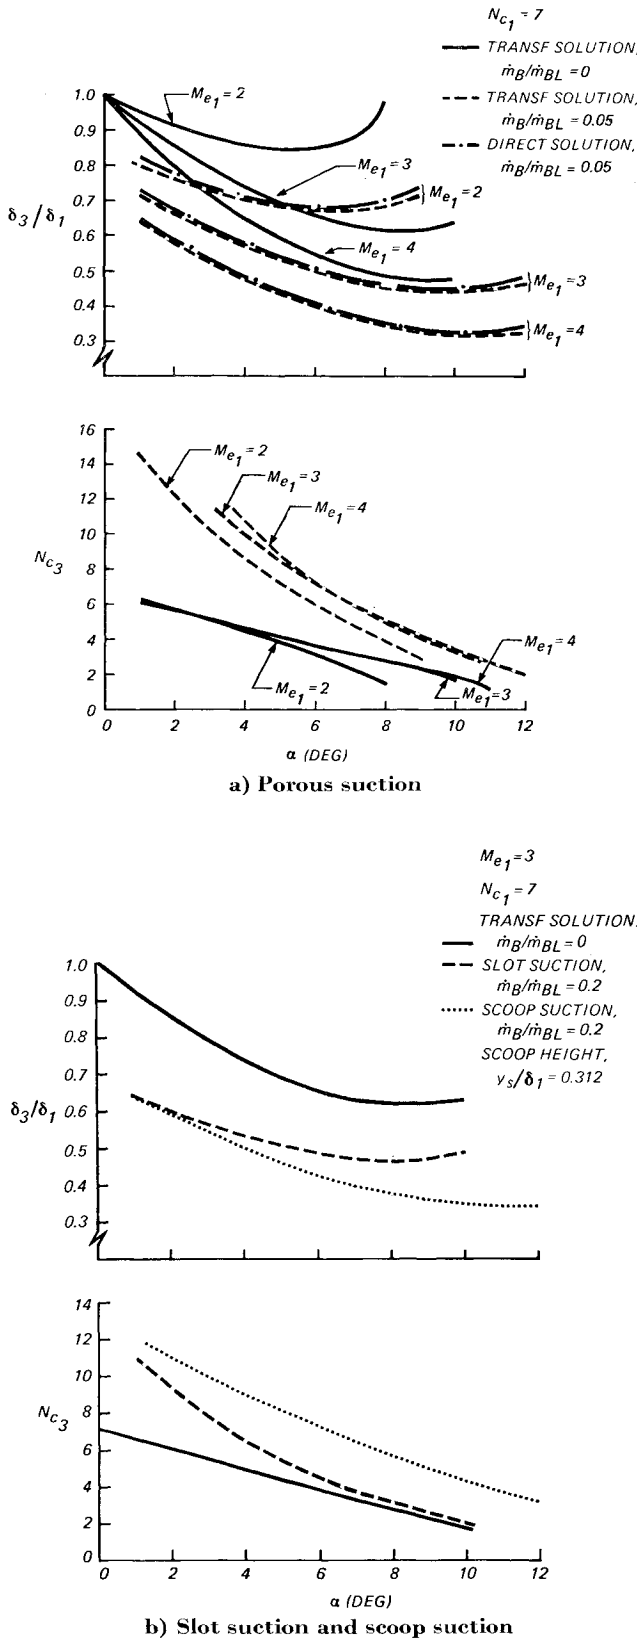 N_{c_1} = 7
TRANSF SOLUTION,
ṁ_B/ṁ_{BL} = 0
TRANSF SOLUTION,
ṁ_B/ṁ_{BL} = 0.05
DIRECT SOLUTION,
ṁ_B/ṁ_{BL} = 0.05
1.0
0.9
0.8
0.7
0.6
0.5
0.4
0.3
δ_3/δ_1
M_{e_1} = 2
M_{e_1} = 3
M_{e_1} = 2
M_{e_1} = 4
M_{e_1} = 3
M_{e_1} = 4
16
14
12
10
8
6
4
2
0
N_{c_3}
M_{e_1} = 2
M_{e_1} = 3
M_{e_1} = 4
M_{e_1} = 4
M_{e_1} = 3
M_{e_1} = 2
0 2 4 6 8 10 12
α (DEG)
a) Porous suction
M_{e_1} = 3
N_{c_1} = 7
TRANSF SOLUTION,
ṁ_B/ṁ_{BL} = 0
SLOT SUCTION,
ṁ_B/ṁ_{BL} = 0.2
SCOOP SUCTION,
ṁ_B/ṁ_{BL} = 0.2
SCOOP HEIGHT,
y_s/δ_1 = 0.312
1.0
0.9
0.8
0.7
0.6
0.5
0.4
0.3
δ_3/δ_1
14
12
10
8
6
4
2
0
N_{c_3}
0 2 4 6 8 10 12
α (DEG)
b) Slot suction and scoop suction